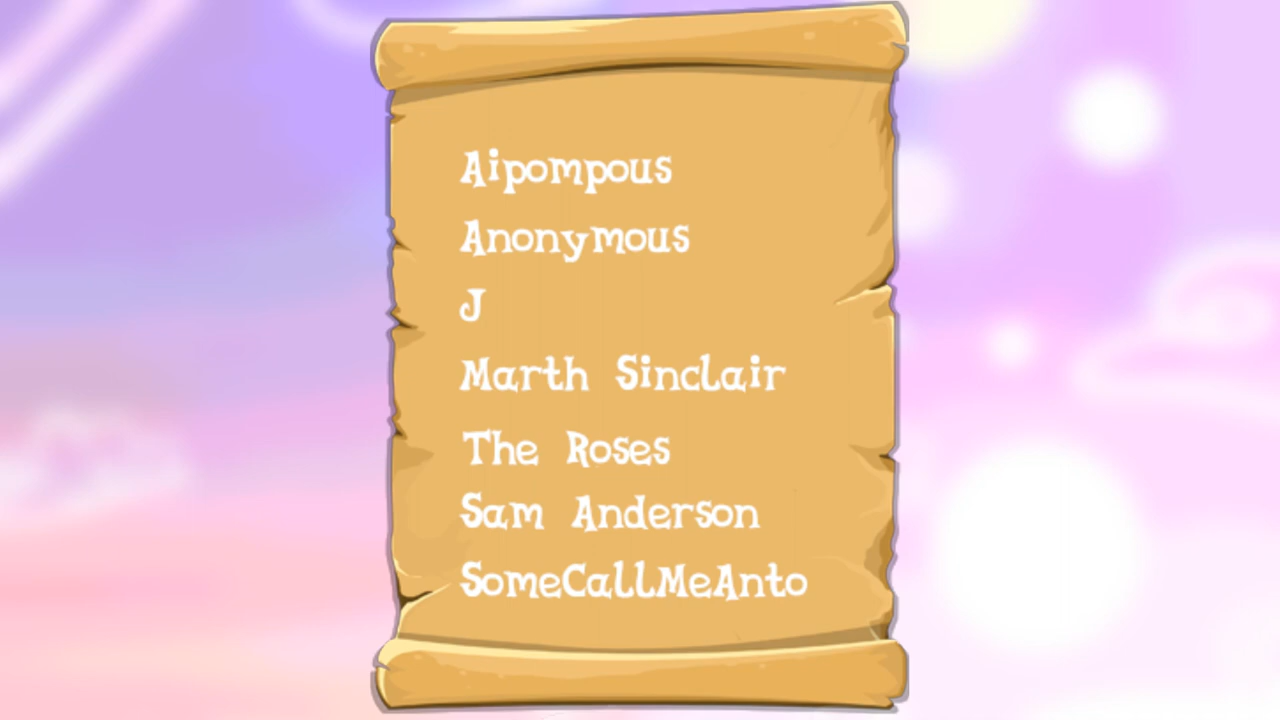 Aipompous
Anonymous
J
Marth Sinclair
The Roses
Sam Anderson
SomeCallMeAnto